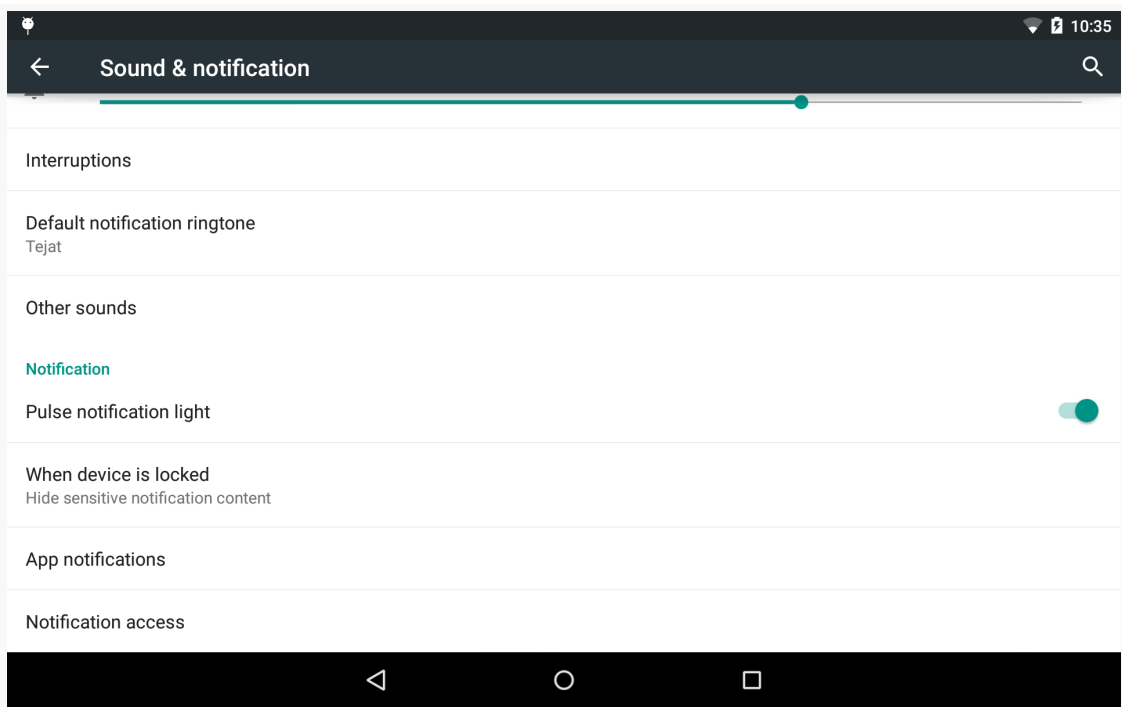 10:35
Sound & notification
Interruptions
Default notification ringtone
Tejat
Other sounds
Notification
Pulse notification light
When device is locked
Hide sensitive notification content
App notifications
Notification access